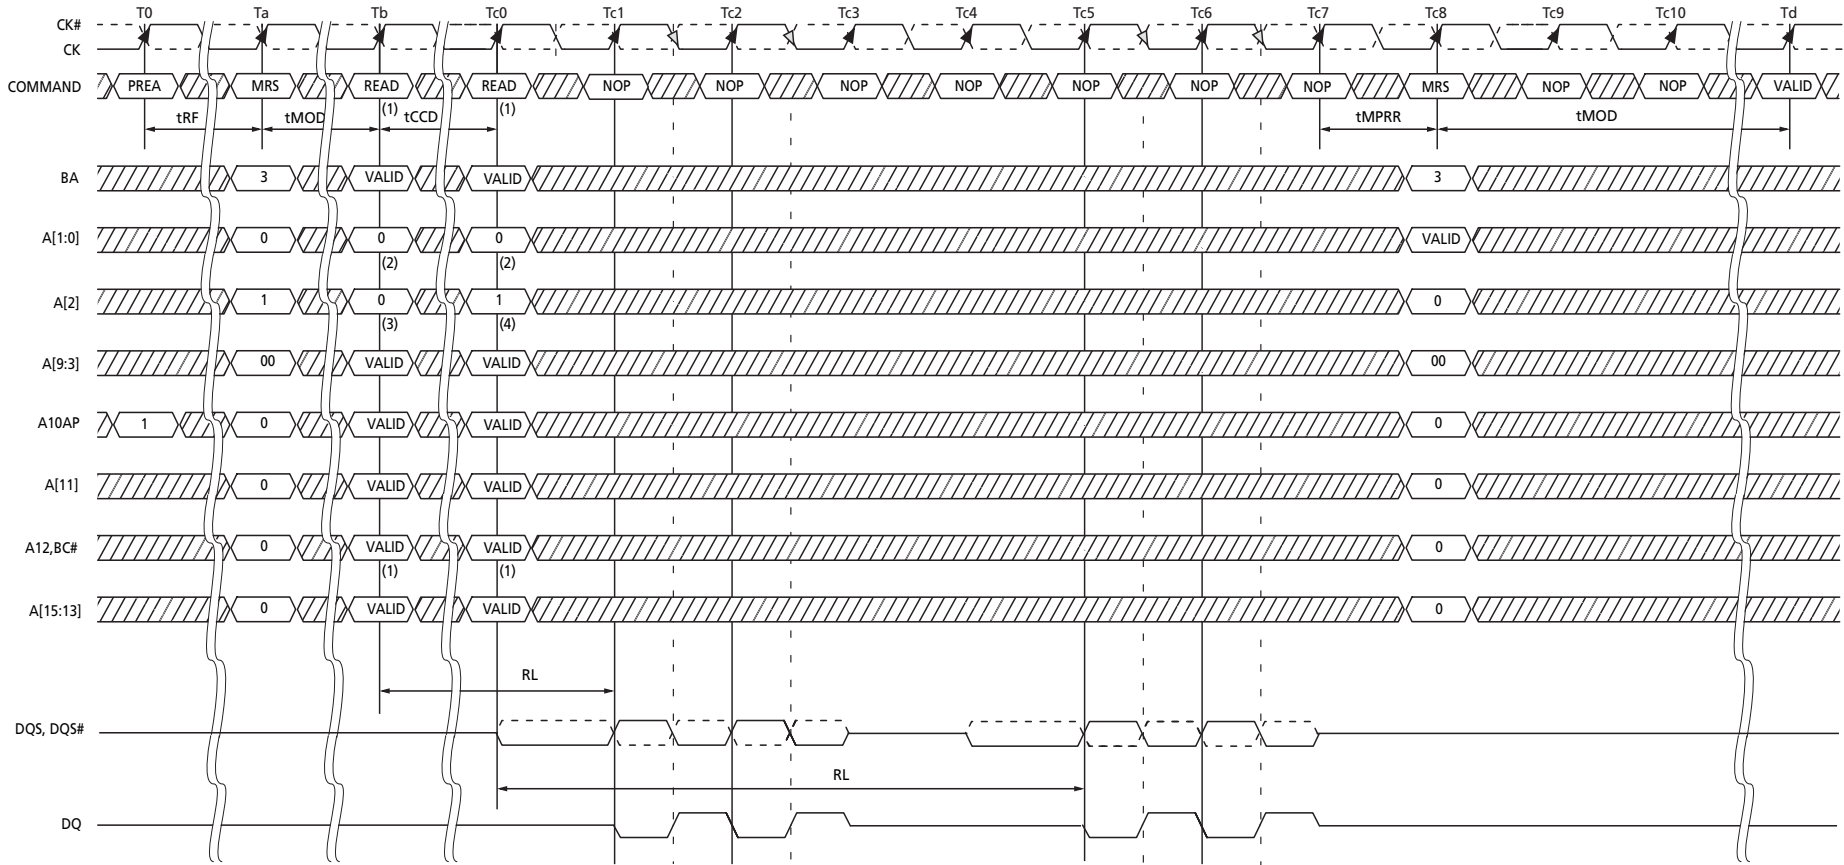 T0 Ta Tb Tc0 Tc1 Tc2 Tc3 Tc4 Tc5 Tc6 Tc7 Tc8 Tc9 Tc10 Td
CK#
CK
COMMAND PREA MRS READ READ NOP NOP NOP NOP NOP NOP NOP MRS NOP NOP VALID
(1) (1)
tRF tMOD tCCD tMPRR tMOD
BA 3 VALID VALID 3
A[1:0] 0 0 0 VALID
(2) (2)
A[2] 1 0 1 0
(3) (4)
A[9:3] 00 VALID VALID 00
A10AP 1 0 VALID VALID 0
A[11] 0 VALID VALID 0
A12,BC# 0 VALID VALID 0
(1) (1)
A[15:13] 0 VALID VALID 0
RL
DQS, DQS#
RL
DQ